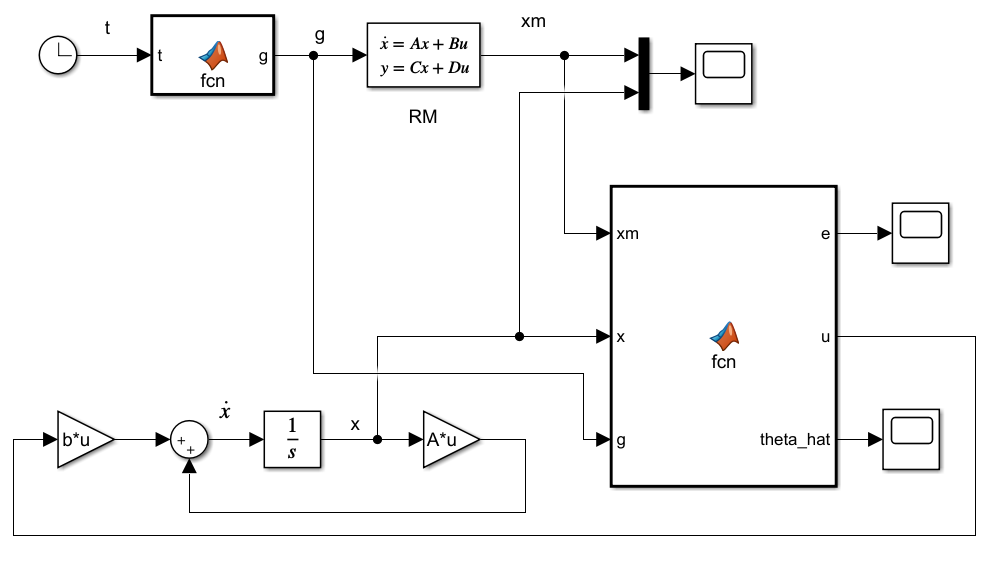 t
t
fcn
g
g
ẋ = Ax + Bu
y = Cx + Du
RM
xm
xm
x
g
fcn
e
u
theta_hat
b*u
+
+
ẋ
1
s
x
A*u